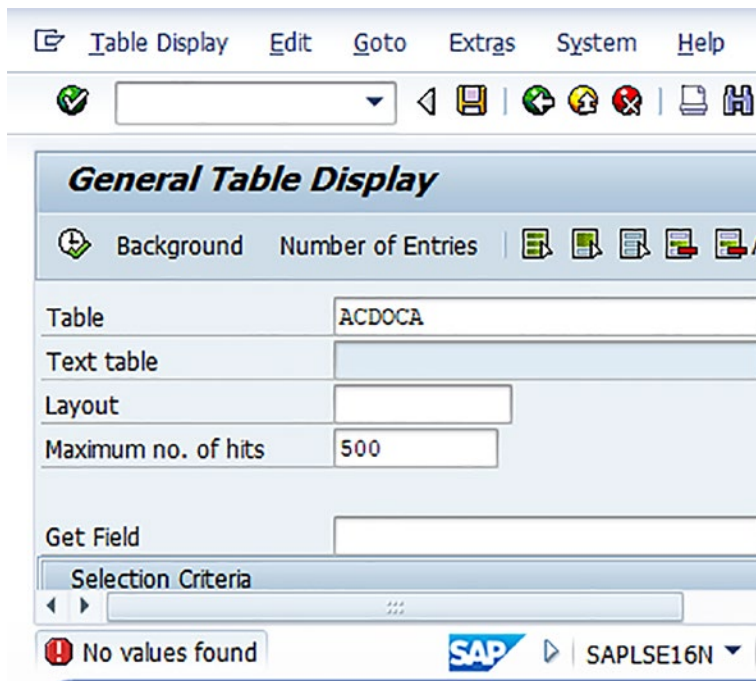 Table Display Edit Goto Extras System Help
General Table Display
Background Number of Entries
Table ACDOCA
Text table
Layout
Maximum no. of hits 500
Get Field
Selection Criteria
No values found SAP SAPLSE16N